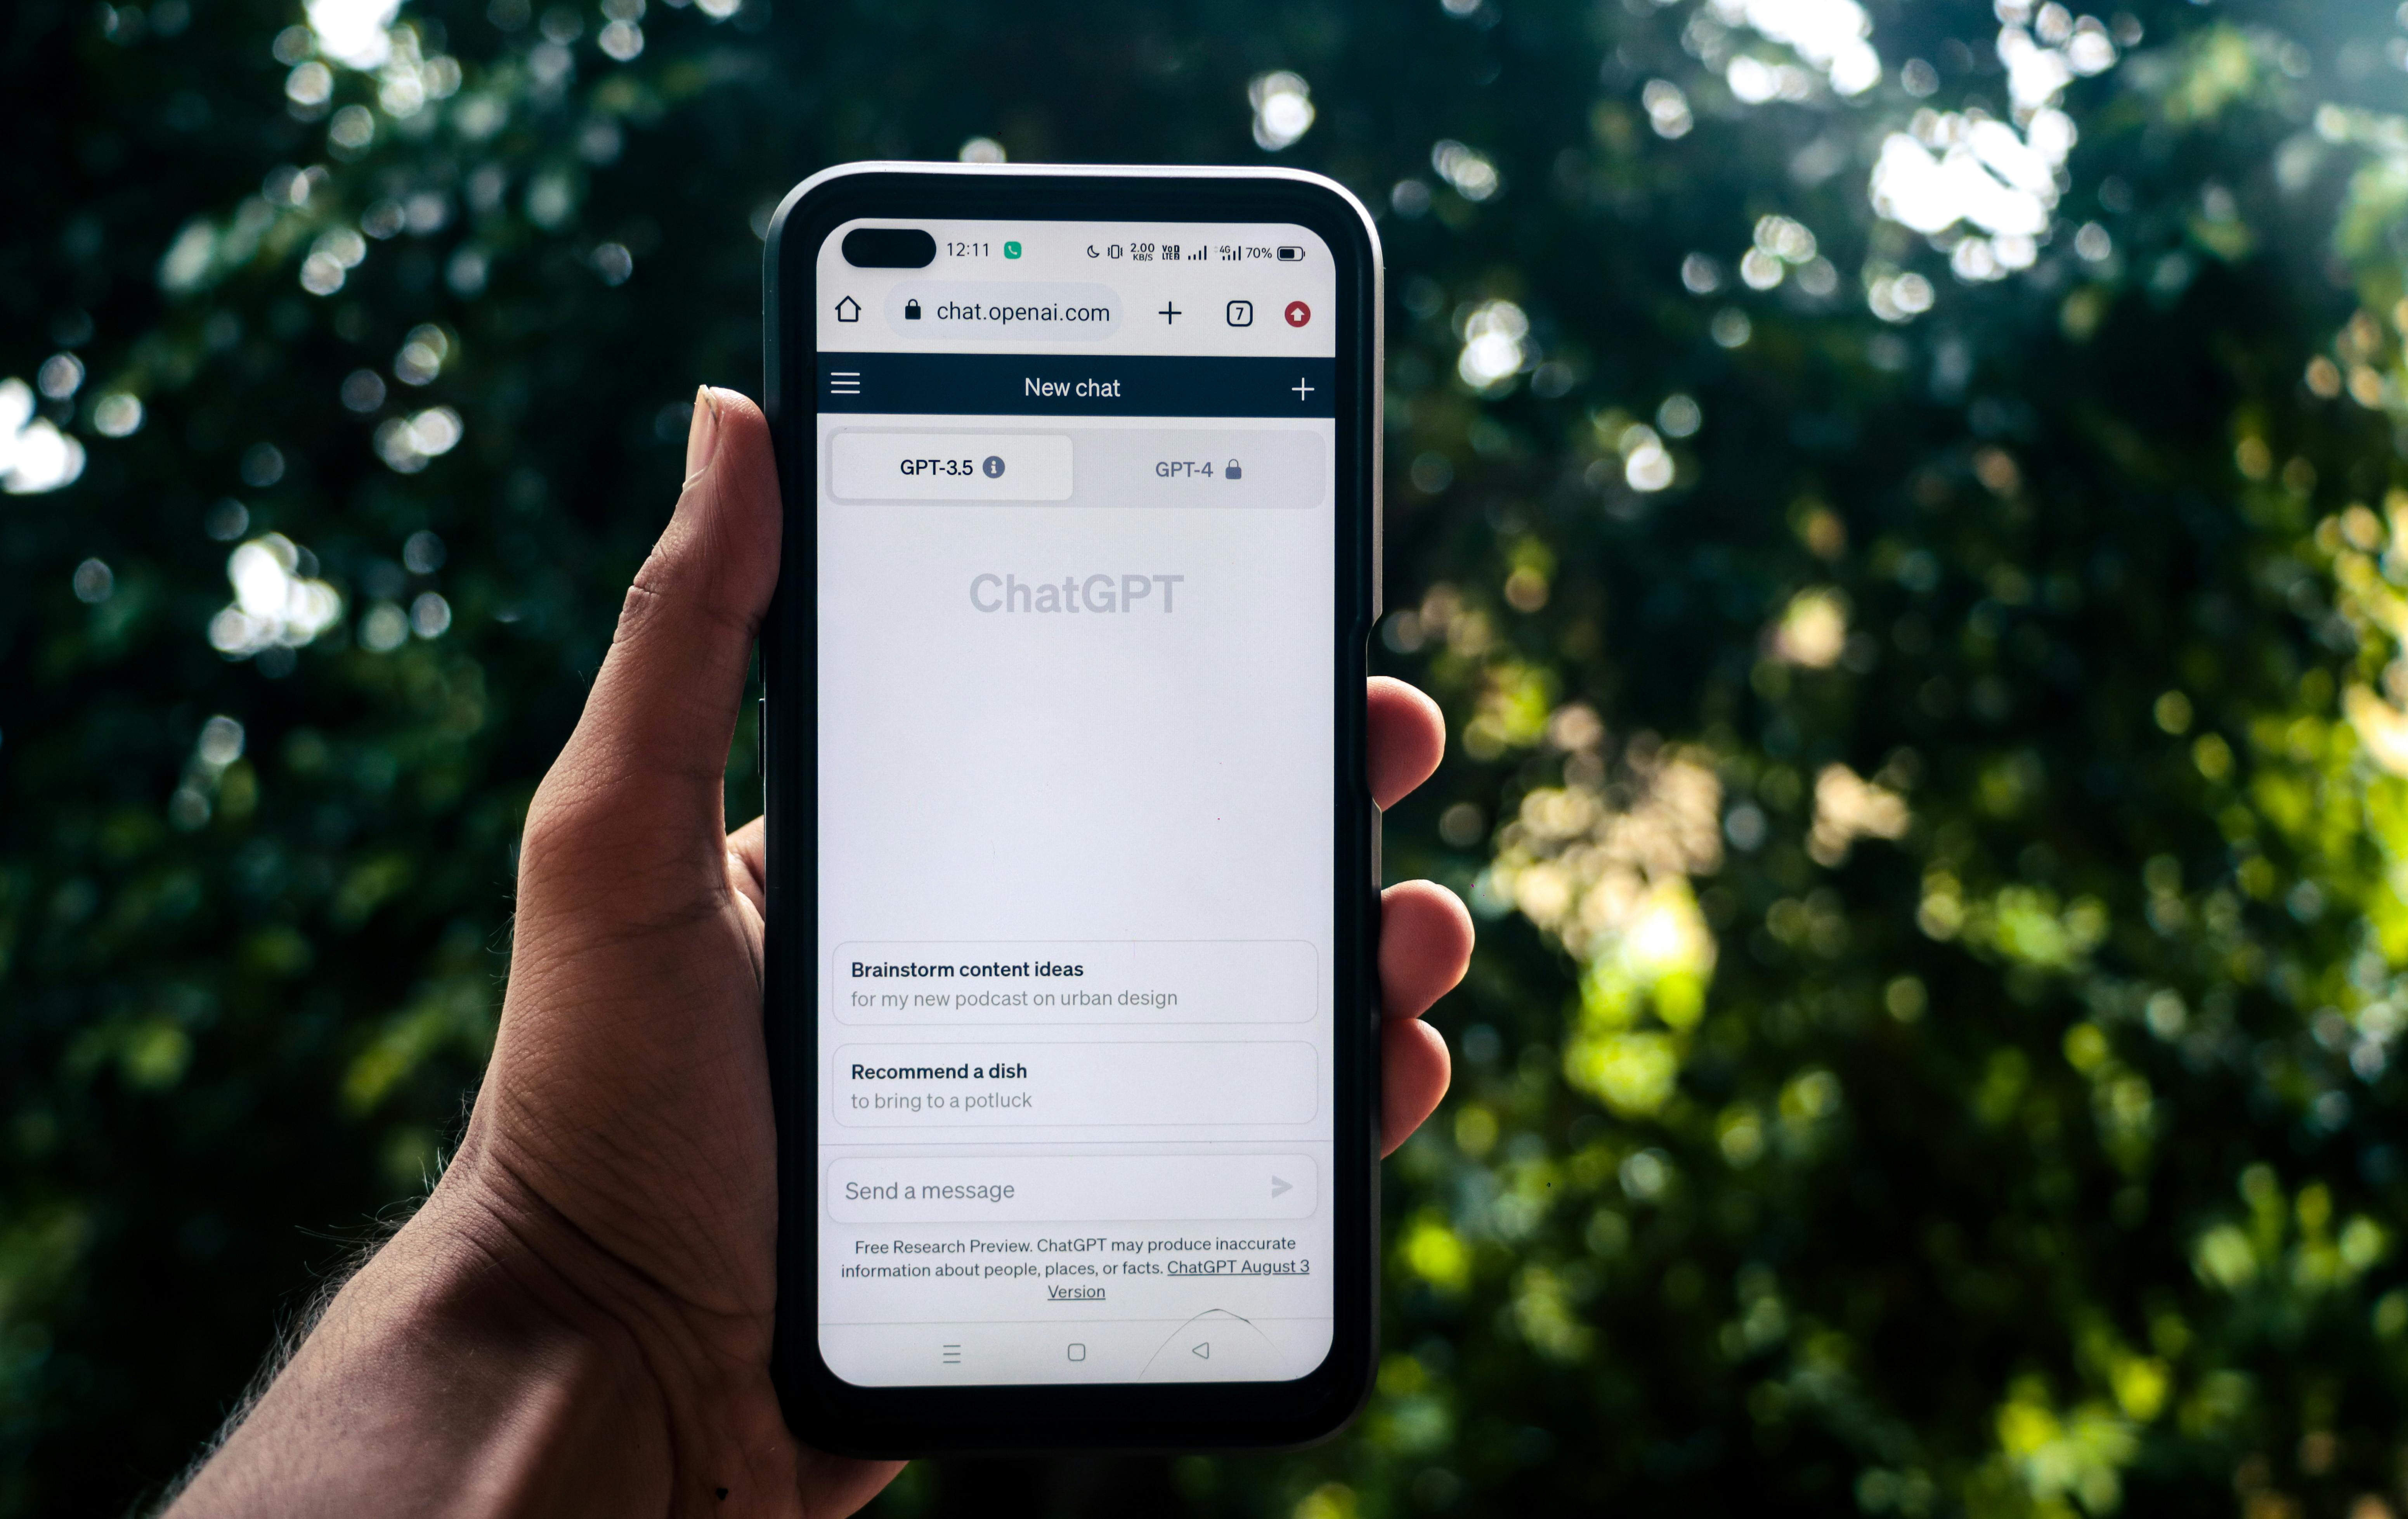 12:11 2.00 KB/S VoD LTE2 4G 70%
chat.openai.com 7
New chat
GPT-3.5 GPT-4
ChatGPT
Brainstorm content ideas
for my new podcast on urban design
Recommend a dish
to bring to a potluck
Send a message
Free Research Preview. ChatGPT may produce inaccurate
information about people, places, or facts. ChatGPT August 3
Version